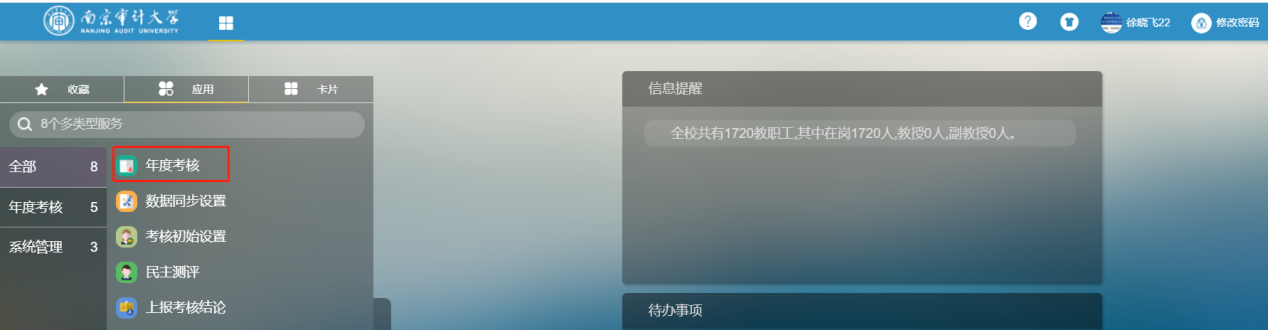 南京审计大学
NANJING AUDIT UNIVERSITY
徐晓飞22
修改密码
收藏
应用
卡片
8个多类型服务
全部 8
年度考核 5
系统管理 3
年度考核
数据同步设置
考核初始设置
民主测评
上报考核结论
信息提醒
全校共有1720教职工,其中在岗1720人,教授0人,副教授0人。
待办事项